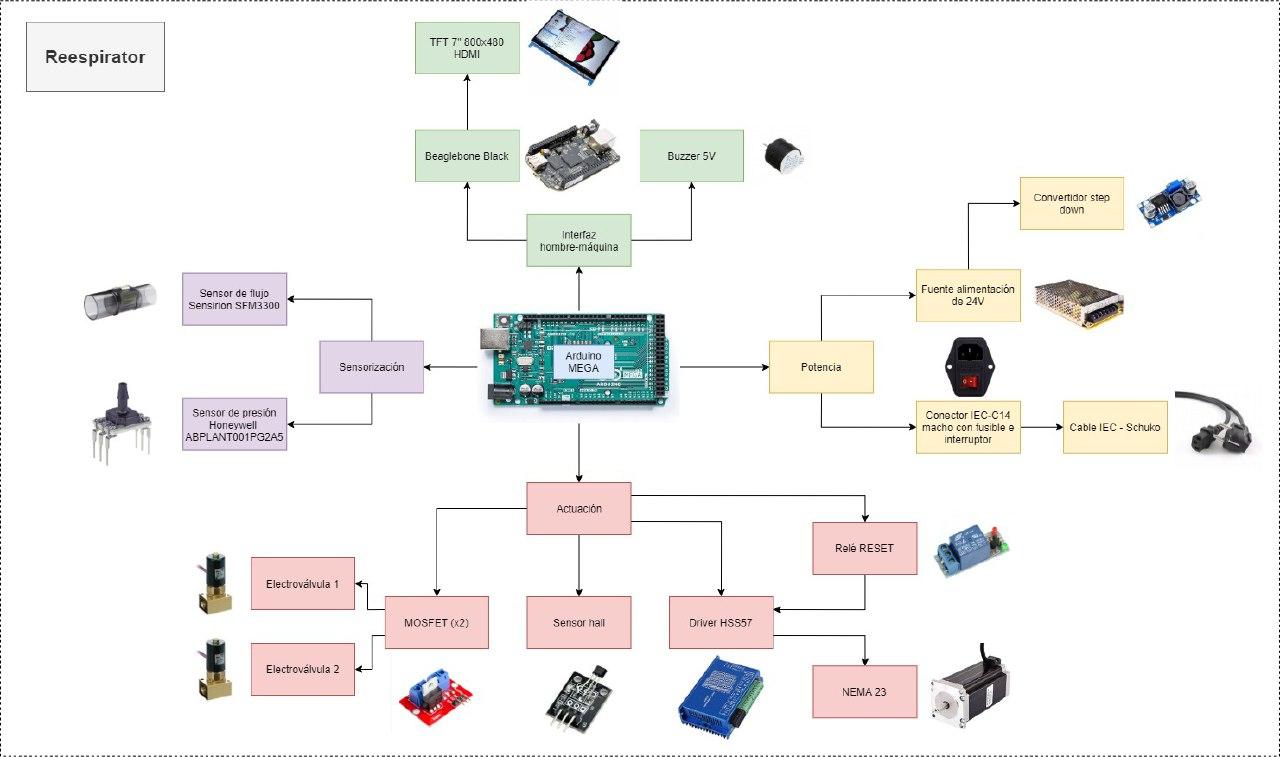 Reespirator
TFT 7" 800x480
HDMI
Beaglebone Black
Buzzer 5V
Interfaz
hombre-máquina
Convertidor step
down
Fuente alimentación
de 24V
Sensor de flujo
Sensirion SFM3300
Sensorización
Sensor de presión
Honeywell
ABPLANT001PG2A5
Arduino
MEGA
Potencia
Conector IEC-C14
macho con fusible e
interruptor
Cable IEC - Schuko
Actuación
Relé RESET
Electroválvula 1
Electroválvula 2
MOSFET (x2)
Sensor hall
Driver HSS57
NEMA 23